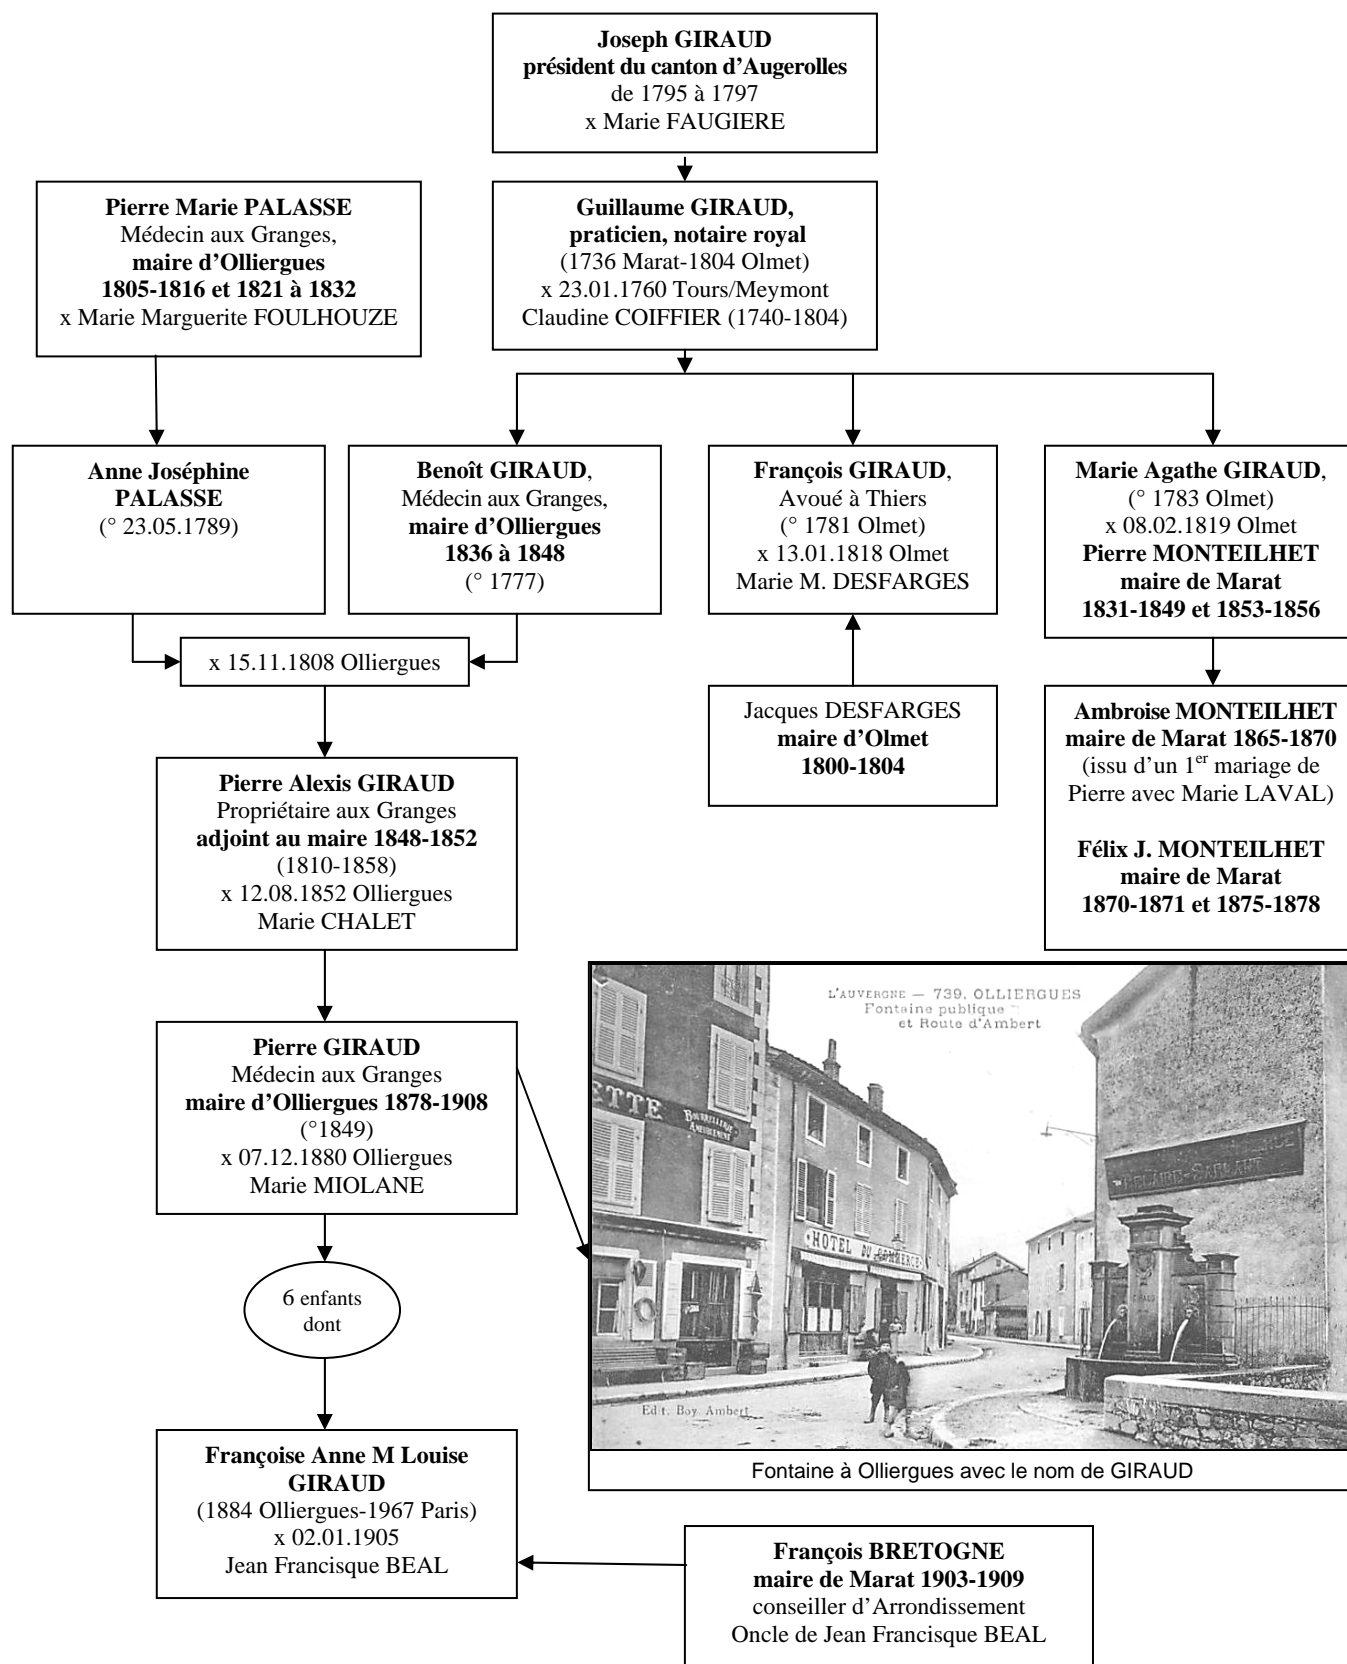 Joseph GIRAUD
président du canton d'Augerolles
de 1795 à 1797
x Marie FAUGIERE
Pierre Marie PALASSE
Médecin aux Granges,
maire d'Olliergues
1805-1816 et 1821 à 1832
x Marie Marguerite FOULHOUZE
Guillaume GIRAUD,
praticien, notaire royal
(1736 Marat-1804 Olmet)
x 23.01.1760 Tours/Meymont
Claudine COIFFIER (1740-1804)
Anne Joséphine
PALASSE
(° 23.05.1789)
Benoît GIRAUD,
Médecin aux Granges,
maire d'Olliergues
1836 à 1848
(° 1777)
François GIRAUD,
Avoué à Thiers
(° 1781 Olmet)
x 13.01.1818 Olmet
Marie M. DESFARGES
Marie Agathe GIRAUD,
(° 1783 Olmet)
x 08.02.1819 Olmet
Pierre MONTEILHET
maire de Marat
1831-1849 et 1853-1856
x 15.11.1808 Olliergues
Jacques DESFARGES
maire d'Olmet
1800-1804
Ambroise MONTEILHET
maire de Marat 1865-1870
(issu d'un 1er mariage de
Pierre avec Marie LAVAL)
Félix J. MONTEILHET
maire de Marat
1870-1871 et 1875-1878
Pierre Alexis GIRAUD
Propriétaire aux Granges
adjoint au maire 1848-1852
(1810-1858)
x 12.08.1852 Olliergues
Marie CHALET
Pierre GIRAUD
Médecin aux Granges
maire d'Olliergues 1878-1908
(°1849)
x 07.12.1880 Olliergues
Marie MIOLANE
L'AUVERGNE — 739. OLLIERGUES
Fontaine publique
et Route d'Ambert
ETTE
BOURRELLERIE
AMEUBLEMENT
HOTEL DU COMMERCE
GIRAUD
Edit. Boy. Ambert
Fontaine à Olliergues avec le nom de GIRAUD
6 enfants
dont
Françoise Anne M Louise
GIRAUD
(1884 Olliergues-1967 Paris)
x 02.01.1905
Jean Francisque BEAL
François BRETOGNE
maire de Marat 1903-1909
conseiller d'Arrondissement
Oncle de Jean Francisque BEAL